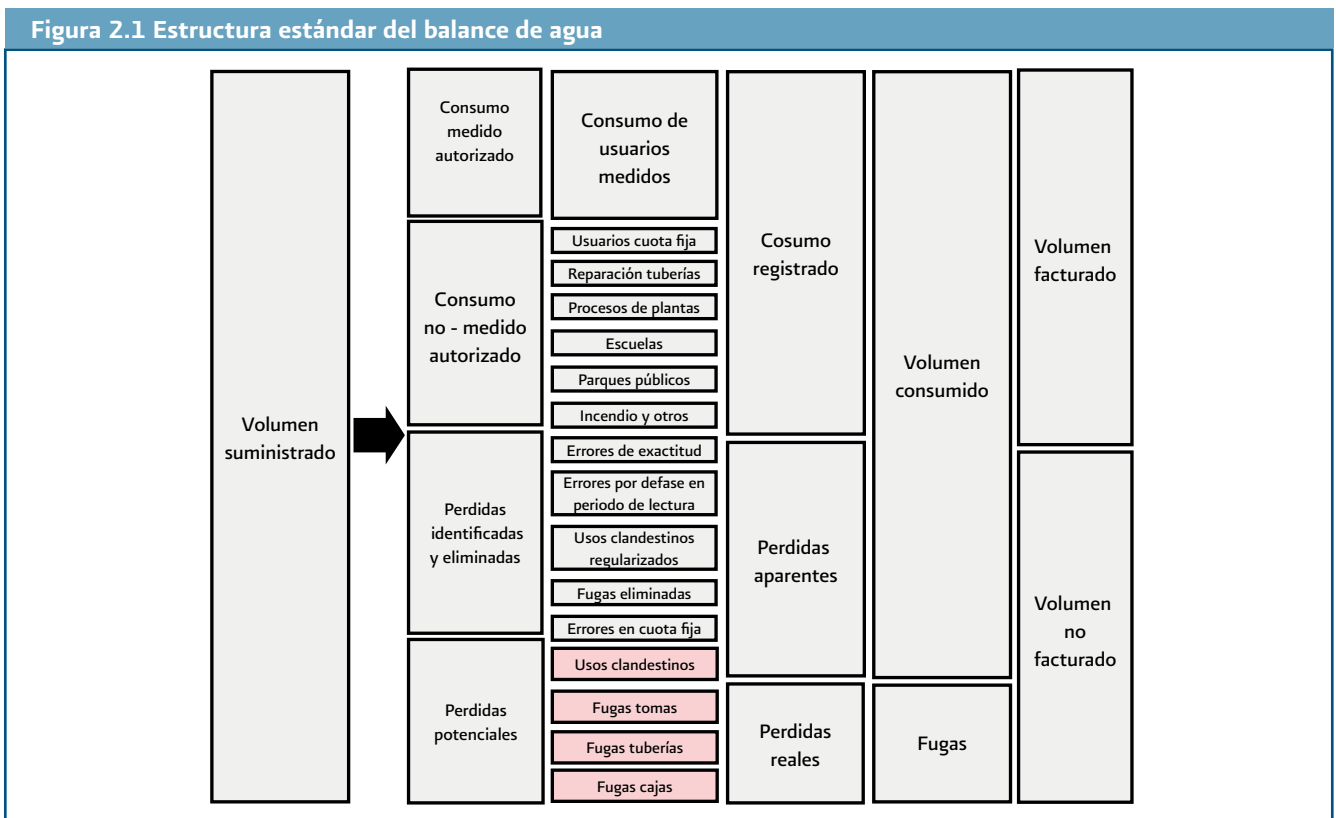 Figura 2.1 Estructura estándar del balance de agua
Volumen
suministrado
Consumo
medido
autorizado
Consumo
no - medido
autorizado
Perdidas
identificadas
y eliminadas
Perdidas
potenciales
Consumo de
usuarios
medidos
Usuarios cuota fija
Reparación tuberías
Procesos de plantas
Escuelas
Parques públicos
Incendio y otros
Errores de exactitud
Errores por defase en
periodo de lectura
Usos clandestinos
regularizados
Fugas eliminadas
Errores en cuota fija
Usos clandestinos
Fugas tomas
Fugas tuberías
Fugas cajas
Cosumo
registrado
Perdidas
aparentes
Perdidas
reales
Volumen
consumido
Fugas
Volumen
facturado
Volumen
no
facturado